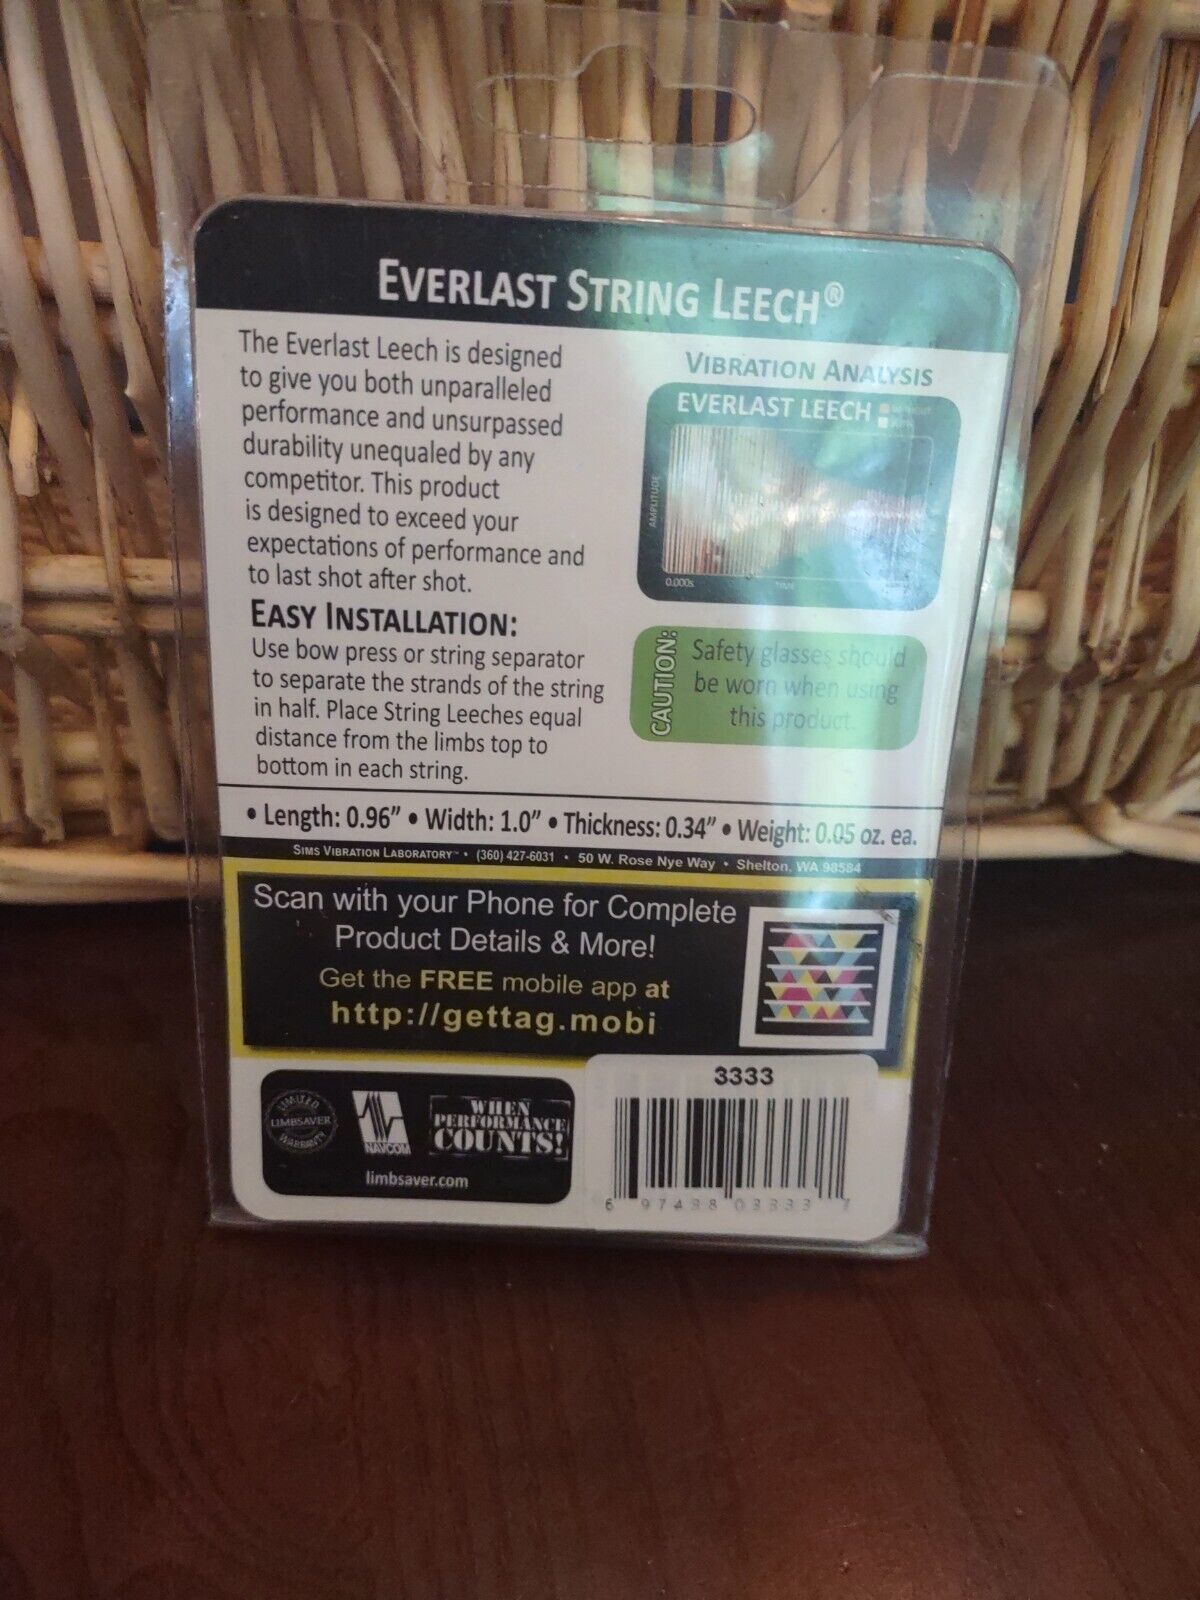 EVERLAST STRING LEECH®
The Everlast Leech is designed
to give you both unparalleled
performance and unsurpassed
durability unequaled by any
competitor. This product
is designed to exceed your
expectations of performance and
to last shot after shot.
EASY INSTALLATION:
Use bow press or string separator
to separate the strands of the string
in half. Place String Leeches equal
distance from the limbs top to
bottom in each string.
VIBRATION ANALYSIS
EVERLAST LEECH
WITHOUT
AMPLITUDE
0.000s
TIME
CAUTION:
Safety glasses should
be worn when using
this product.
• Length: 0.96” • Width: 1.0” • Thickness: 0.34” • Weight: 0.05 oz. ea.
SIMS VIBRATION LABORATORY™ • (360) 427-6031 • 50 W. Rose Nye Way • Shelton, WA 98584
Scan with your Phone for Complete
Product Details & More!
Get the FREE mobile app at
http://gettag.mobi
LIMITED
LIMBSAVER
WARRANTY
NAVCOM
WHEN
PERFORMANCE
COUNTS!
limbsaver.com
3333
6 97438 03333